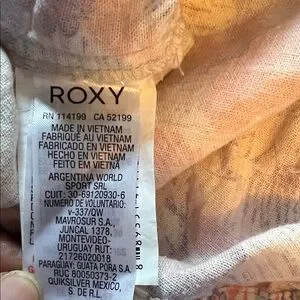 ROXY
RN 114199 CA 52199
MADE IN VIETNAM
FABRIQUÉ AU VIETNAM
FABRICADO EN VIETNAM
HECHO EN VIETNAM
FEITO EM VIETNÃ
ARGENTINA WORLD
SPORT SRL
CUIT: 30-69120930-6
NUMERO DE VOLUNTARIO:
V-337/QW
MAVROSUR S.A.,
JUNCAL 1378,
MONTEVIDEO-
URUGUAY RUT:
21726020018
PARAGUAY: GUATA PORA S.A.
RUC 80050373-2
QUIKSILVER MEXICO,
S. DE R.L.